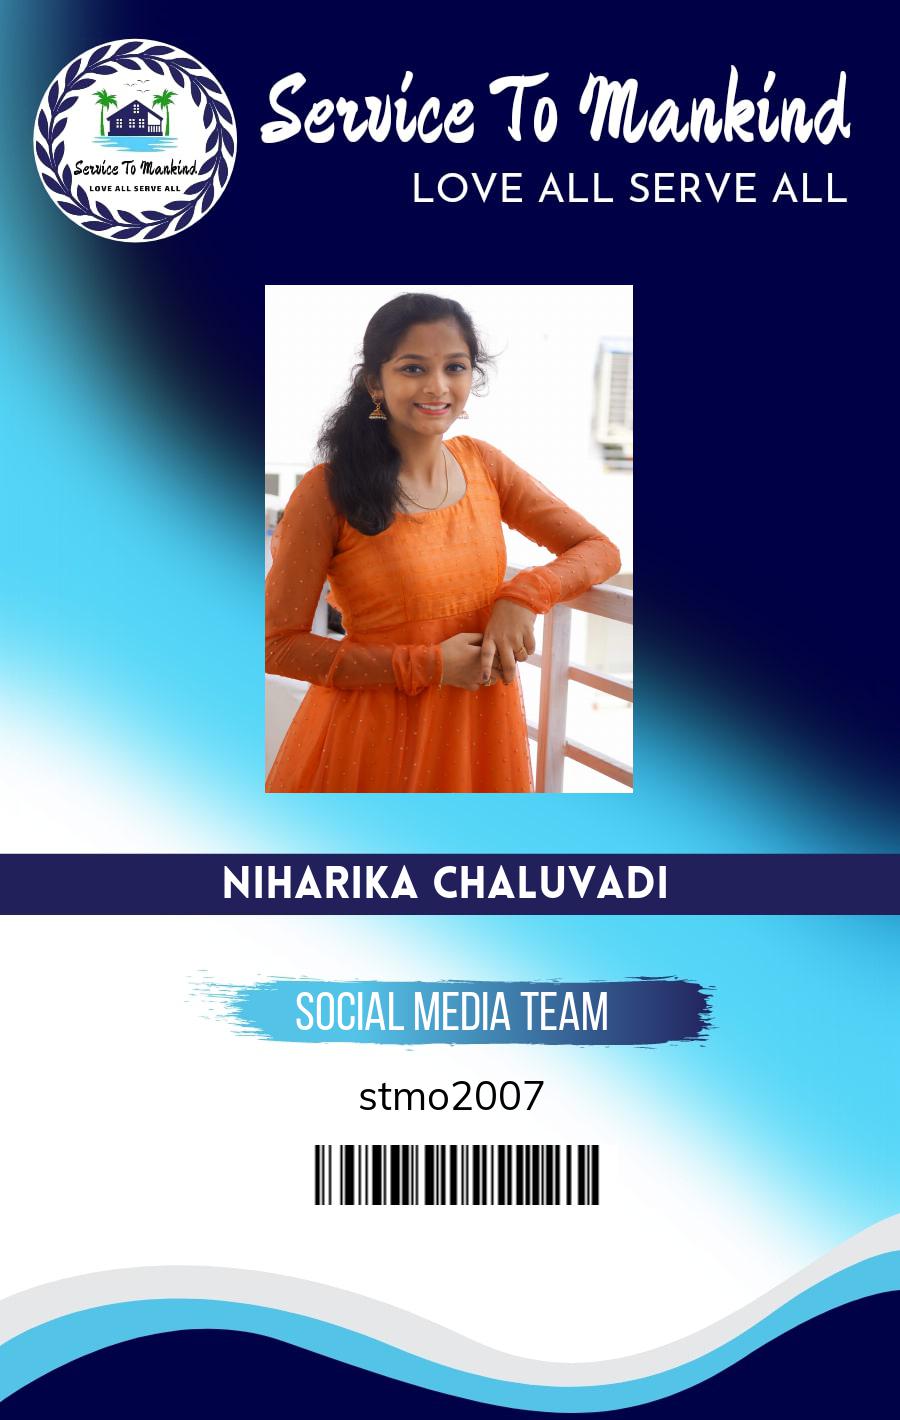 Service To Mankind
LOVE ALL SERVE ALL
Service To Mankind
LOVE ALL SERVE ALL
NIHARIKA CHALUVADI
SOCIAL MEDIA TEAM
stmo2007